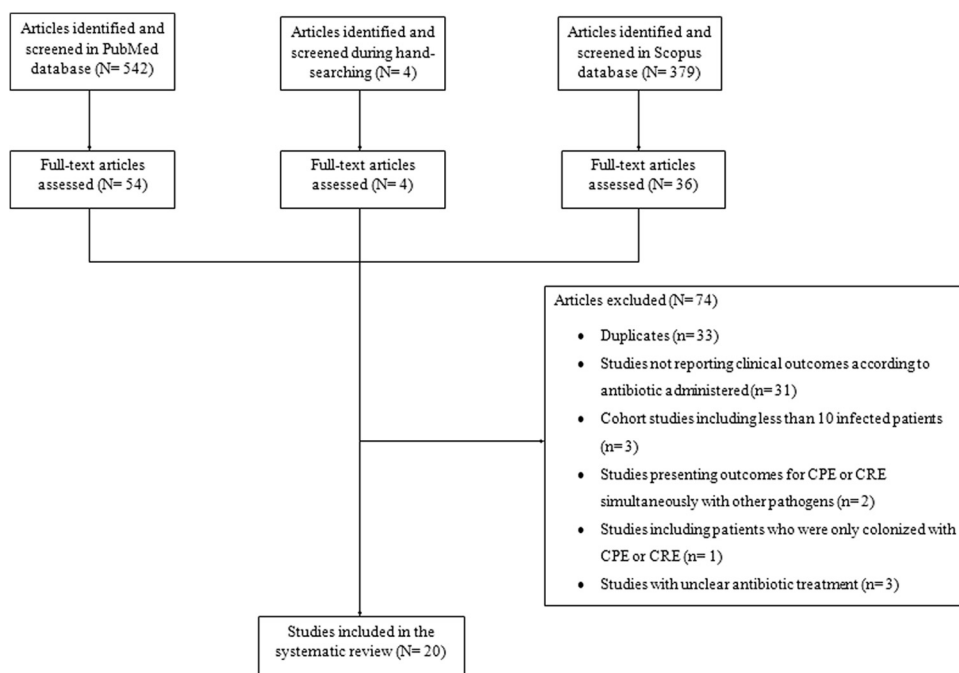 Articles identified and
screened in PubMed
database (N= 542)
Articles identified and
screened during hand-
searching (N= 4)
Articles identified and
screened in Scopus
database (N= 379)
Full-text articles
assessed (N= 54)
Full-text articles
assessed (N= 4)
Full-text articles
assessed (N= 36)
Articles excluded (N= 74)
• Duplicates (n= 33)
• Studies not reporting clinical outcomes according to
antibiotic administered (n= 31)
• Cohort studies including less than 10 infected patients
(n= 3)
• Studies presenting outcomes for CPE or CRE
simultaneously with other pathogens (n= 2)
• Studies including patients who were only colonized with
CPE or CRE (n= 1)
• Studies with unclear antibiotic treatment (n= 3)
Studies included in the
systematic review (N= 20)